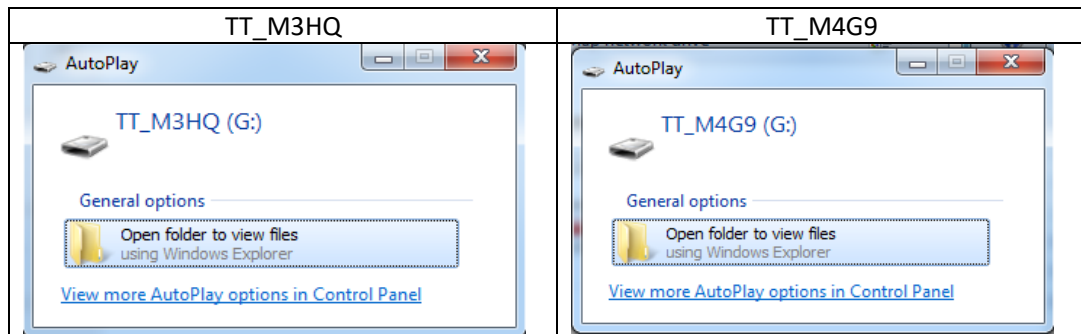 TT_M3HQ
TT_M4G9
AutoPlay
TT_M3HQ (G:)
General options
Open folder to view files
using Windows Explorer
View more AutoPlay options in Control Panel
AutoPlay
TT_M4G9 (G:)
General options
Open folder to view files
using Windows Explorer
View more AutoPlay options in Control Panel